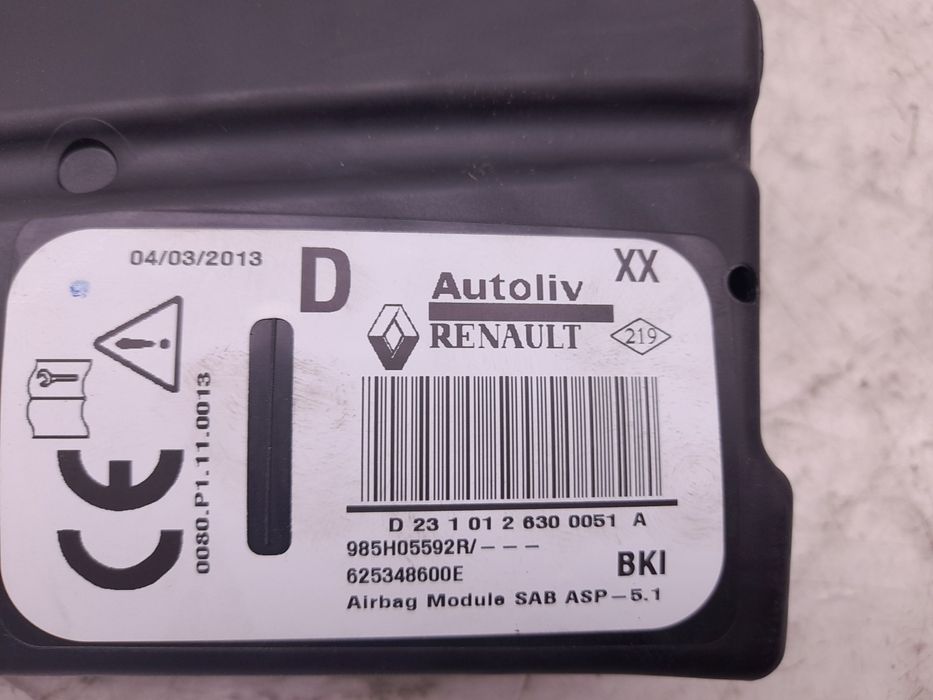 04/03/2013
D
XX
Autoliv
RENAULT
219
0080.P1.11.0013
CE
D 23 1 01 2 630 0051 A
985H05592R/---
625348600E
BKI
Airbag Module SAB ASP-5.1